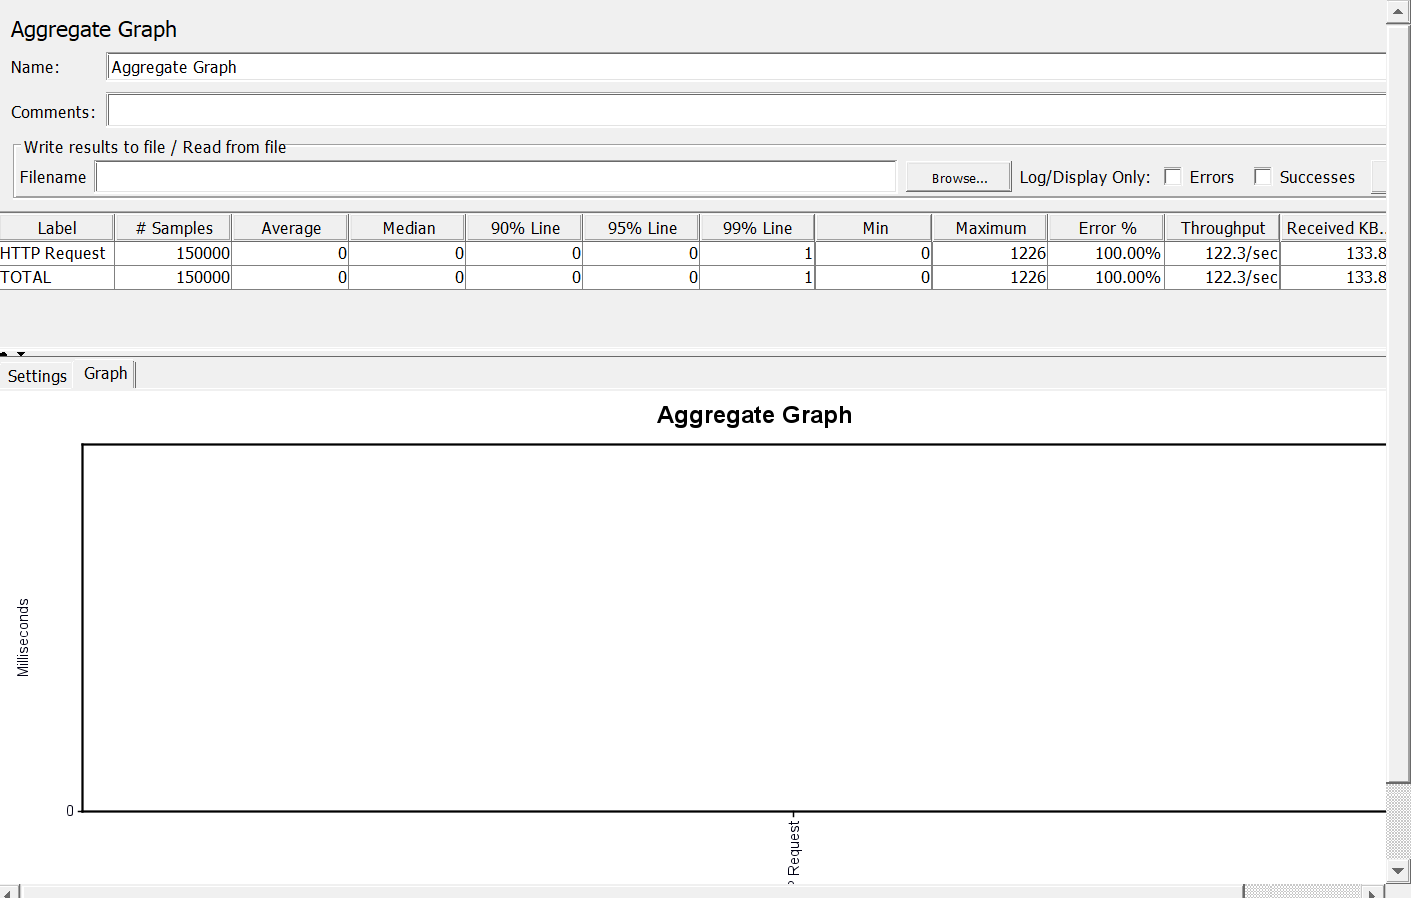 Aggregate Graph
Name: Aggregate Graph
Comments:
Write results to file / Read from file
Filename Browse... Log/Display Only: Errors Successes
Label # Samples Average Median 90% Line 95% Line 99% Line Min Maximum Error % Throughput Received KB...
HTTP Request 150000 0 0 0 0 1 0 1226 100.00% 122.3/sec 133.8
TOTAL 150000 0 0 0 0 1 0 1226 100.00% 122.3/sec 133.8
Settings Graph
Aggregate Graph
Milliseconds
0
Request